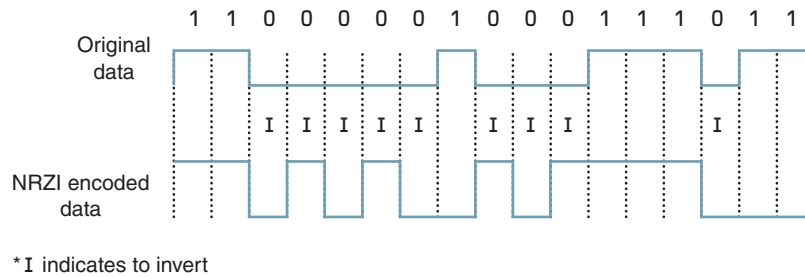 1 1 0 0 0 0 0 1 0 0 0 1 1 1 0 1 1
Original
data
I I I I I I I I I
NRZI encoded
data
*I indicates to invert